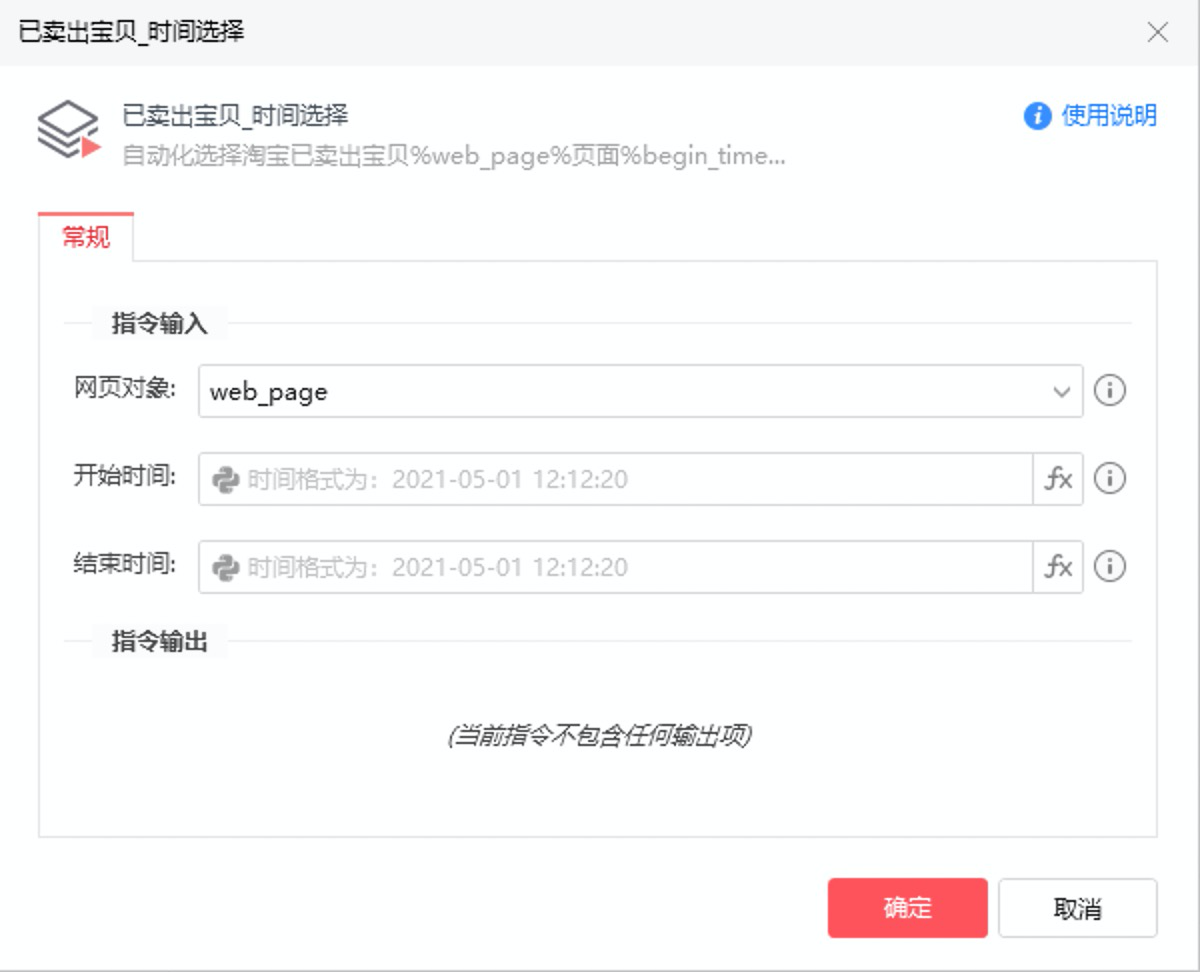 已卖出宝贝_时间选择
已卖出宝贝_时间选择
使用说明
自动化选择淘宝已卖出宝贝%web_page%页面%begin_time...
常规
指令输入
网页对象: web_page
开始时间: 时间格式为：2021-05-01 12:12:20 fx
结束时间: 时间格式为：2021-05-01 12:12:20 fx
指令输出
(当前指令不包含任何输出项)
确定 取消